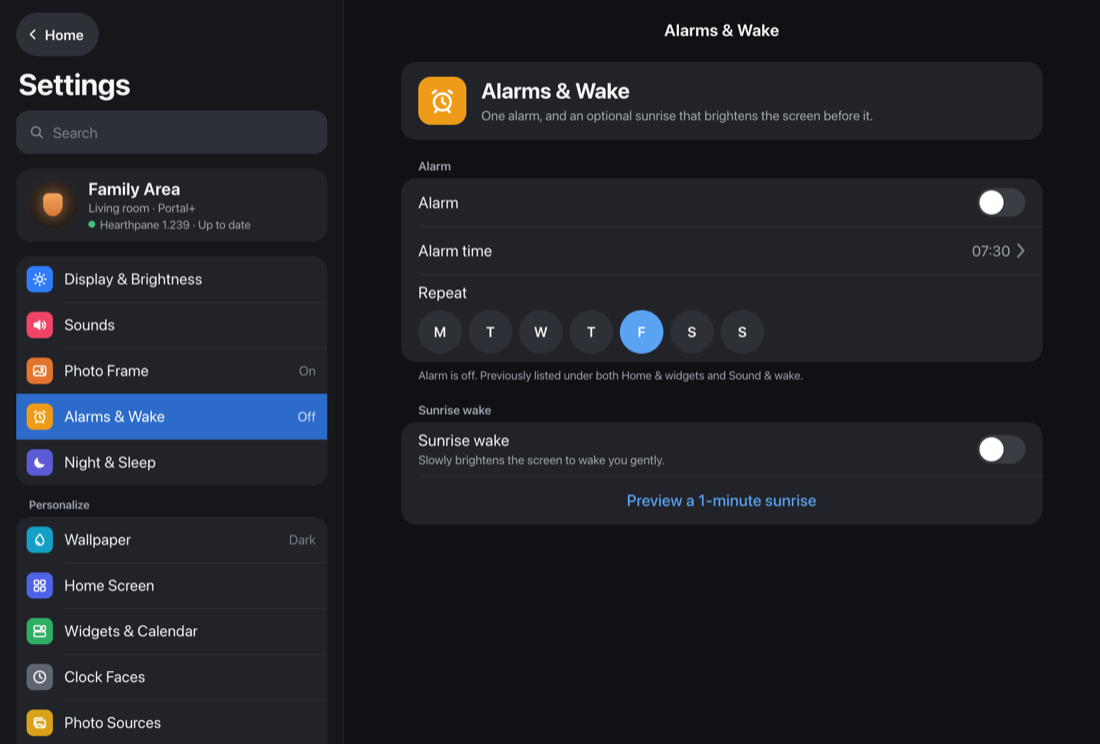 Home
Settings
Search
Family Area
Living room · Portal+
Hearthpane 1.239 · Up to date
Display & Brightness
Sounds
Photo Frame On
Alarms & Wake Off
Night & Sleep
Personalize
Wallpaper Dark
Home Screen
Widgets & Calendar
Clock Faces
Photo Sources
Alarms & Wake
Alarms & Wake
One alarm, and an optional sunrise that brightens the screen before it.
Alarm
Alarm
Alarm time 07:30
Repeat
M T W T F S S
Alarm is off. Previously listed under both Home & widgets and Sound & wake.
Sunrise wake
Sunrise wake
Slowly brightens the screen to wake you gently.
Preview a 1-minute sunrise